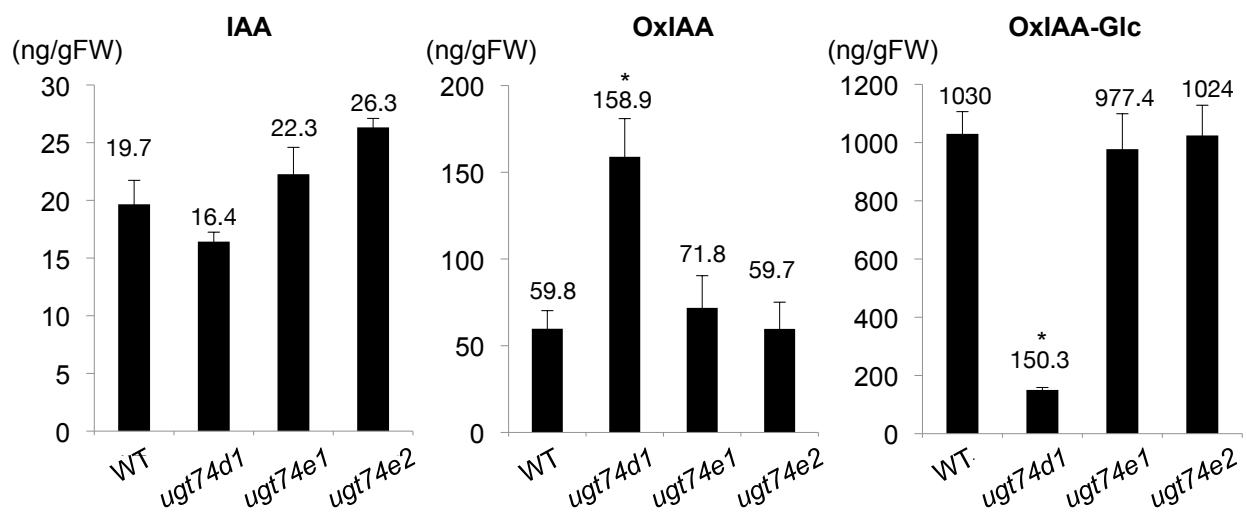 IAA
(ng/gFW)
30
25
20
15
10
5
0
19.7
16.4
22.3
26.3
WT
ugt74d1
ugt74e1
ugt74e2
OxIAA
(ng/gFW)
200
150
100
50
0
59.8
*
158.9
71.8
59.7
WT
ugt74d1
ugt74e1
ugt74e2
OxIAA-Glc
(ng/gFW)
1200
1000
800
600
400
200
0
1030
*
150.3
977.4
1024
WT
ugt74d1
ugt74e1
ugt74e2